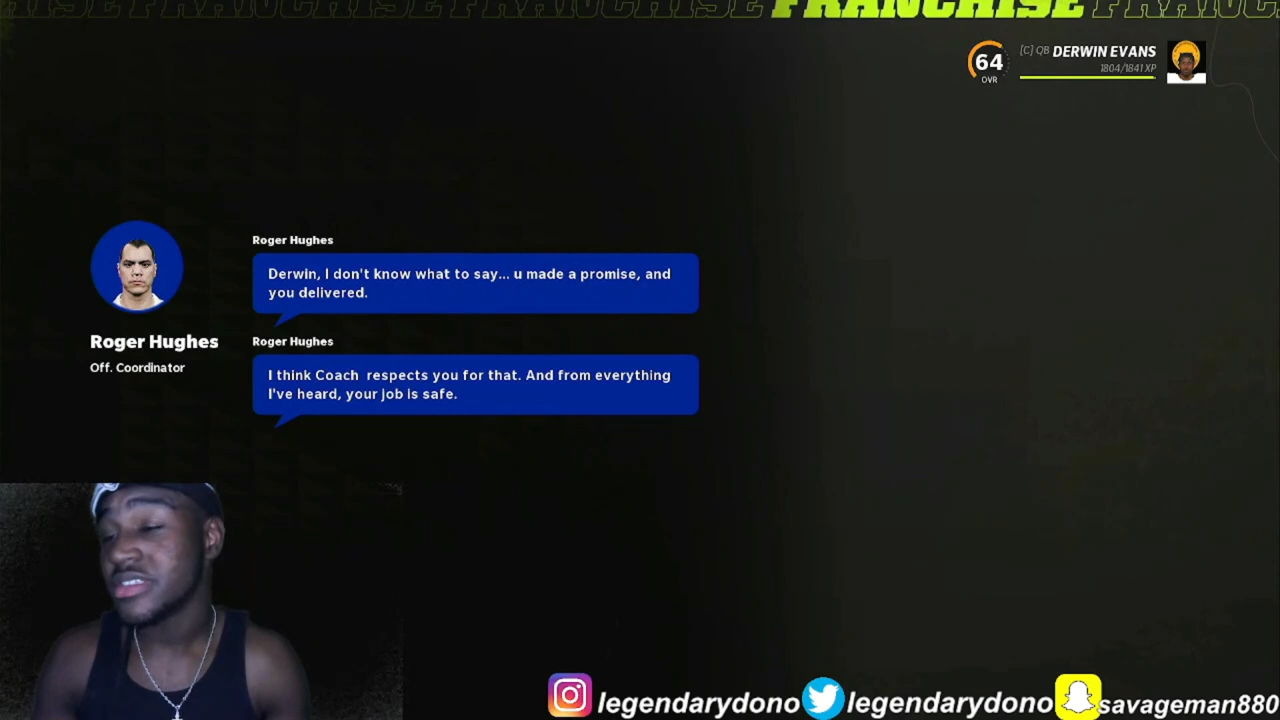 FRANCHISE FRANCHISE FRANCHISE
64
OVR
[C] QB DERWIN EVANS
1804/1841 XP
Roger Hughes
Derwin, I don't know what to say... u made a promise, and
you delivered.
Roger Hughes
Off. Coordinator
Roger Hughes
I think Coach  respects you for that. And from everything
I've heard, your job is safe.
legendarydono
legendarydono
savageman880